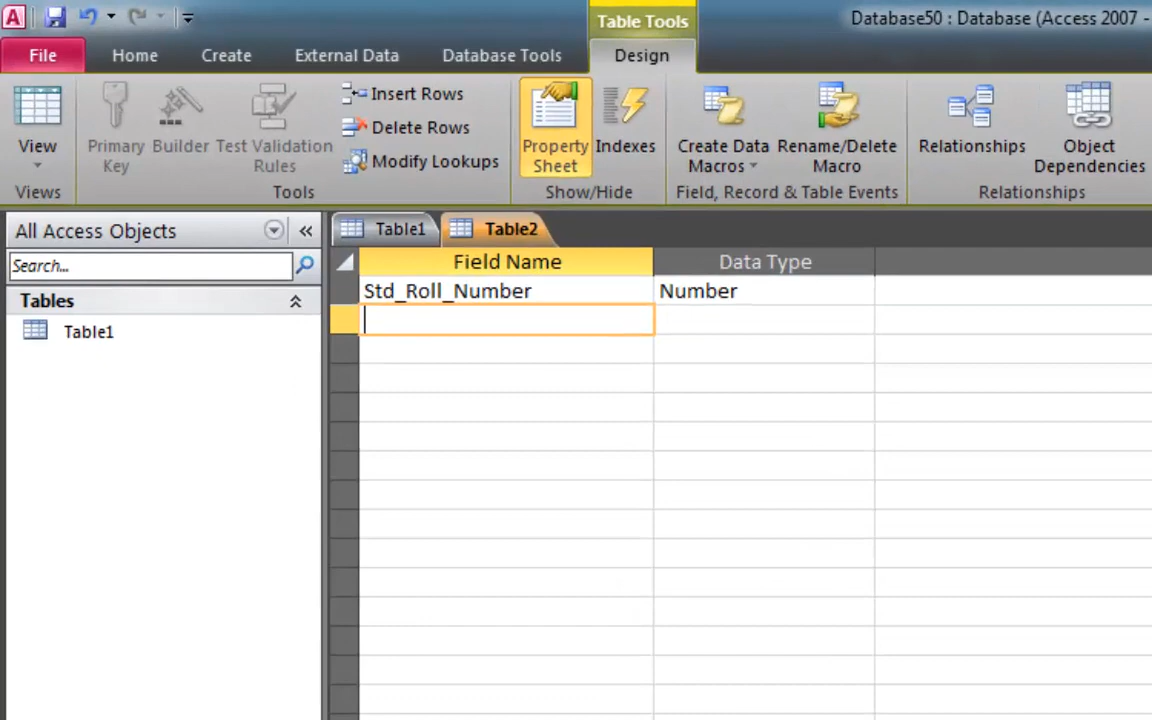 A
Table Tools
Database50 : Database (Access 2007 -
File
Home
Create
External Data
Database Tools
Design
View
Primary Key
Builder
Test Validation Rules
Insert Rows
Delete Rows
Modify Lookups
Property Sheet
Indexes
Create Data Macros
Rename/Delete Macro
Relationships
Object Dependencies
Views
Tools
Show/Hide
Field, Record & Table Events
Relationships
All Access Objects
Search...
Tables
Table1
Table1
Table2
Field Name
Data Type
Std_Roll_Number
Number